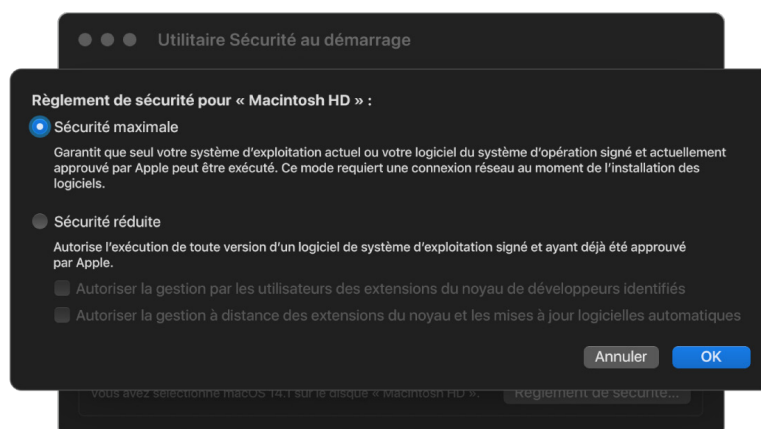 Utilitaire Sécurité au démarrage
Règlement de sécurité pour « Macintosh HD » :
Sécurité maximale
Garantit que seul votre système d’exploitation actuel ou votre logiciel du système d’opération signé et actuellement
approuvé par Apple peut être exécuté. Ce mode requiert une connexion réseau au moment de l’installation des
logiciels.
Sécurité réduite
Autorise l’exécution de toute version d’un logiciel de système d’exploitation signé et ayant déjà été approuvé
par Apple.
Autoriser la gestion par les utilisateurs des extensions du noyau de développeurs identifiés
Autoriser la gestion à distance des extensions du noyau et les mises à jour logicielles automatiques
Annuler OK
Vous avez sélectionné macOS 14.1 sur le disque « Macintosh HD ». Règlement de sécurité...